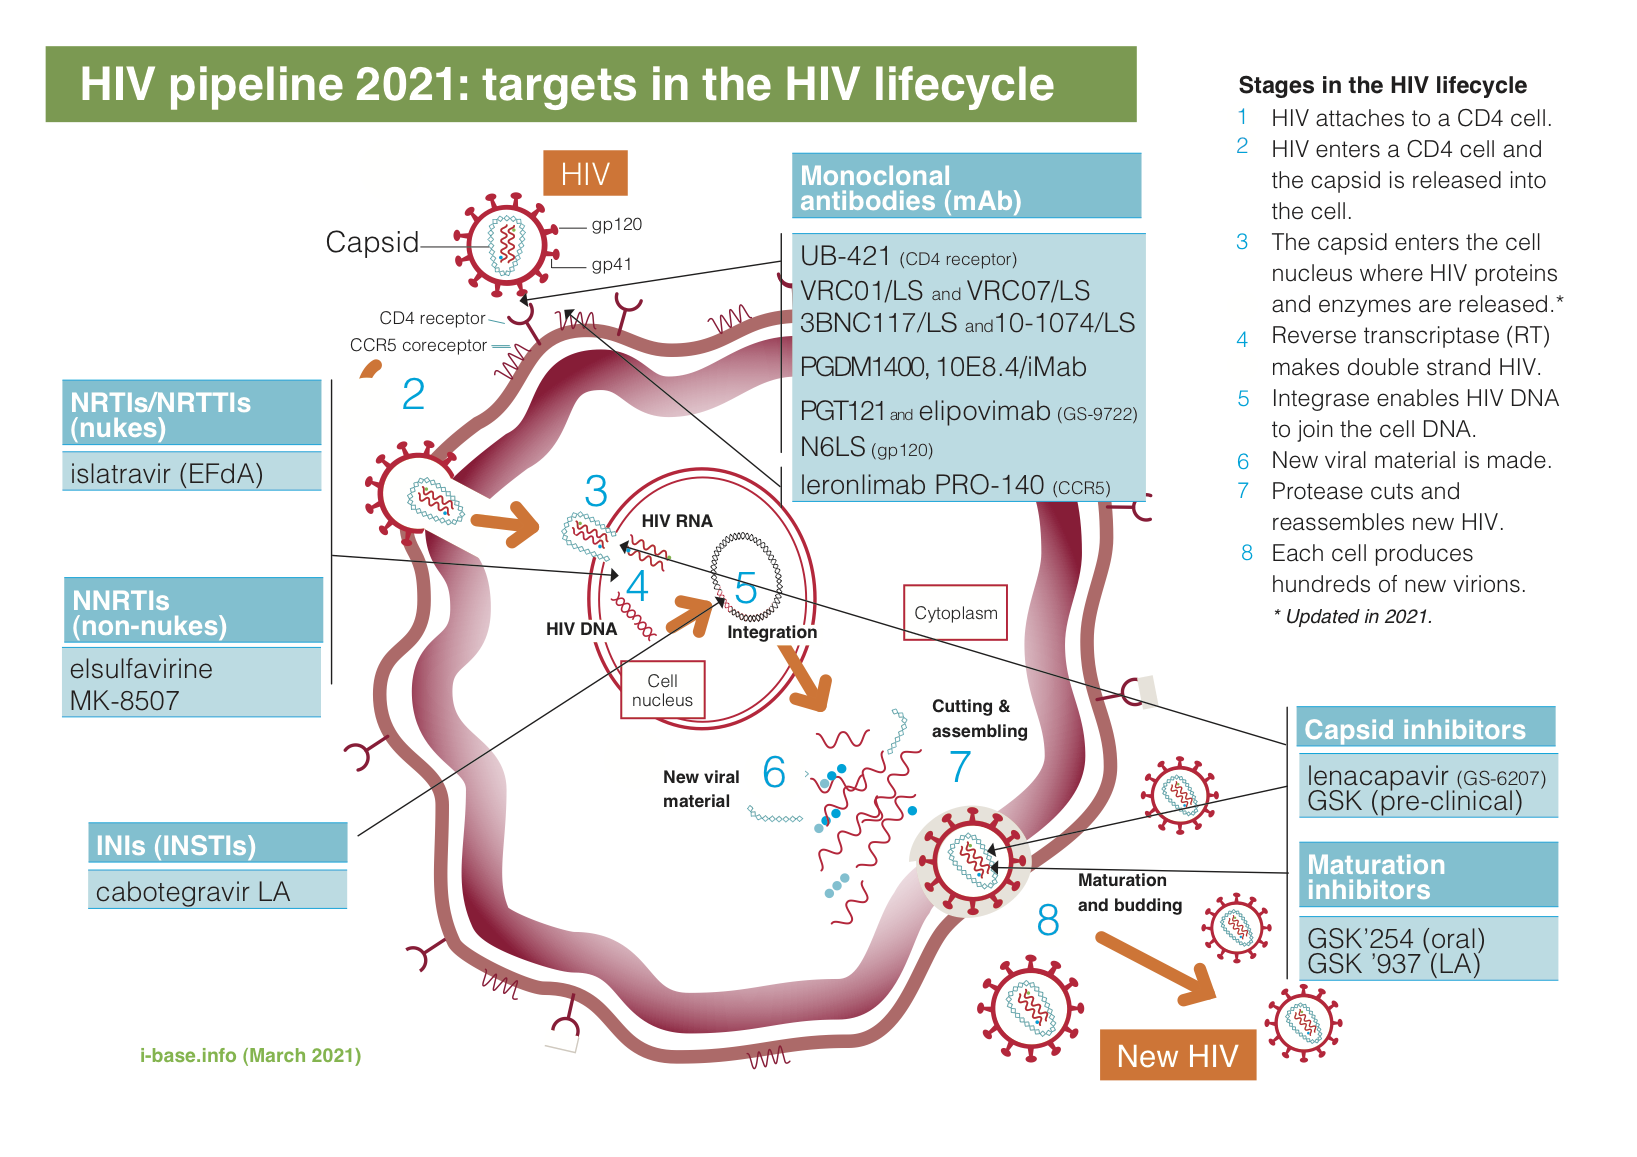 HIV pipeline 2021: targets in the HIV lifecycle
Stages in the HIV lifecycle
1 HIV attaches to a CD4 cell.
2 HIV enters a CD4 cell and
the capsid is released into
the cell.
3 The capsid enters the cell
nucleus where HIV proteins
and enzymes are released.*
4 Reverse transcriptase (RT)
makes double strand HIV.
5 Integrase enables HIV DNA
to join the cell DNA.
6 New viral material is made.
7 Protease cuts and
reassembles new HIV.
8 Each cell produces
hundreds of new virions.
* Updated in 2021.
HIV
Capsid
gp120
gp41
CD4 receptor
CCR5 coreceptor
Monoclonal
antibodies (mAb)
UB-421 (CD4 receptor)
VRC01/LS and VRC07/LS
3BNC117/LS and10-1074/LS
PGDM1400, 10E8.4/iMab
PGT121 and elipovimab (GS-9722)
N6LS (gp120)
leronlimab PRO-140 (CCR5)
2
NRTIs/NRTTIs
(nukes)
islatravir (EFdA)
NNRTIs
(non-nukes)
elsulfavirine
MK-8507
INIs (INSTIs)
cabotegravir LA
3
HIV RNA
4
5
HIV DNA
Integration
Cell
nucleus
Cytoplasm
New viral
material
6
Cutting &
assembling
7
Capsid inhibitors
lenacapavir (GS-6207)
GSK (pre-clinical)
Maturation
inhibitors
GSK’254 (oral)
GSK ’937 (LA)
Maturation
and budding
8
New HIV
i-base.info (March 2021)